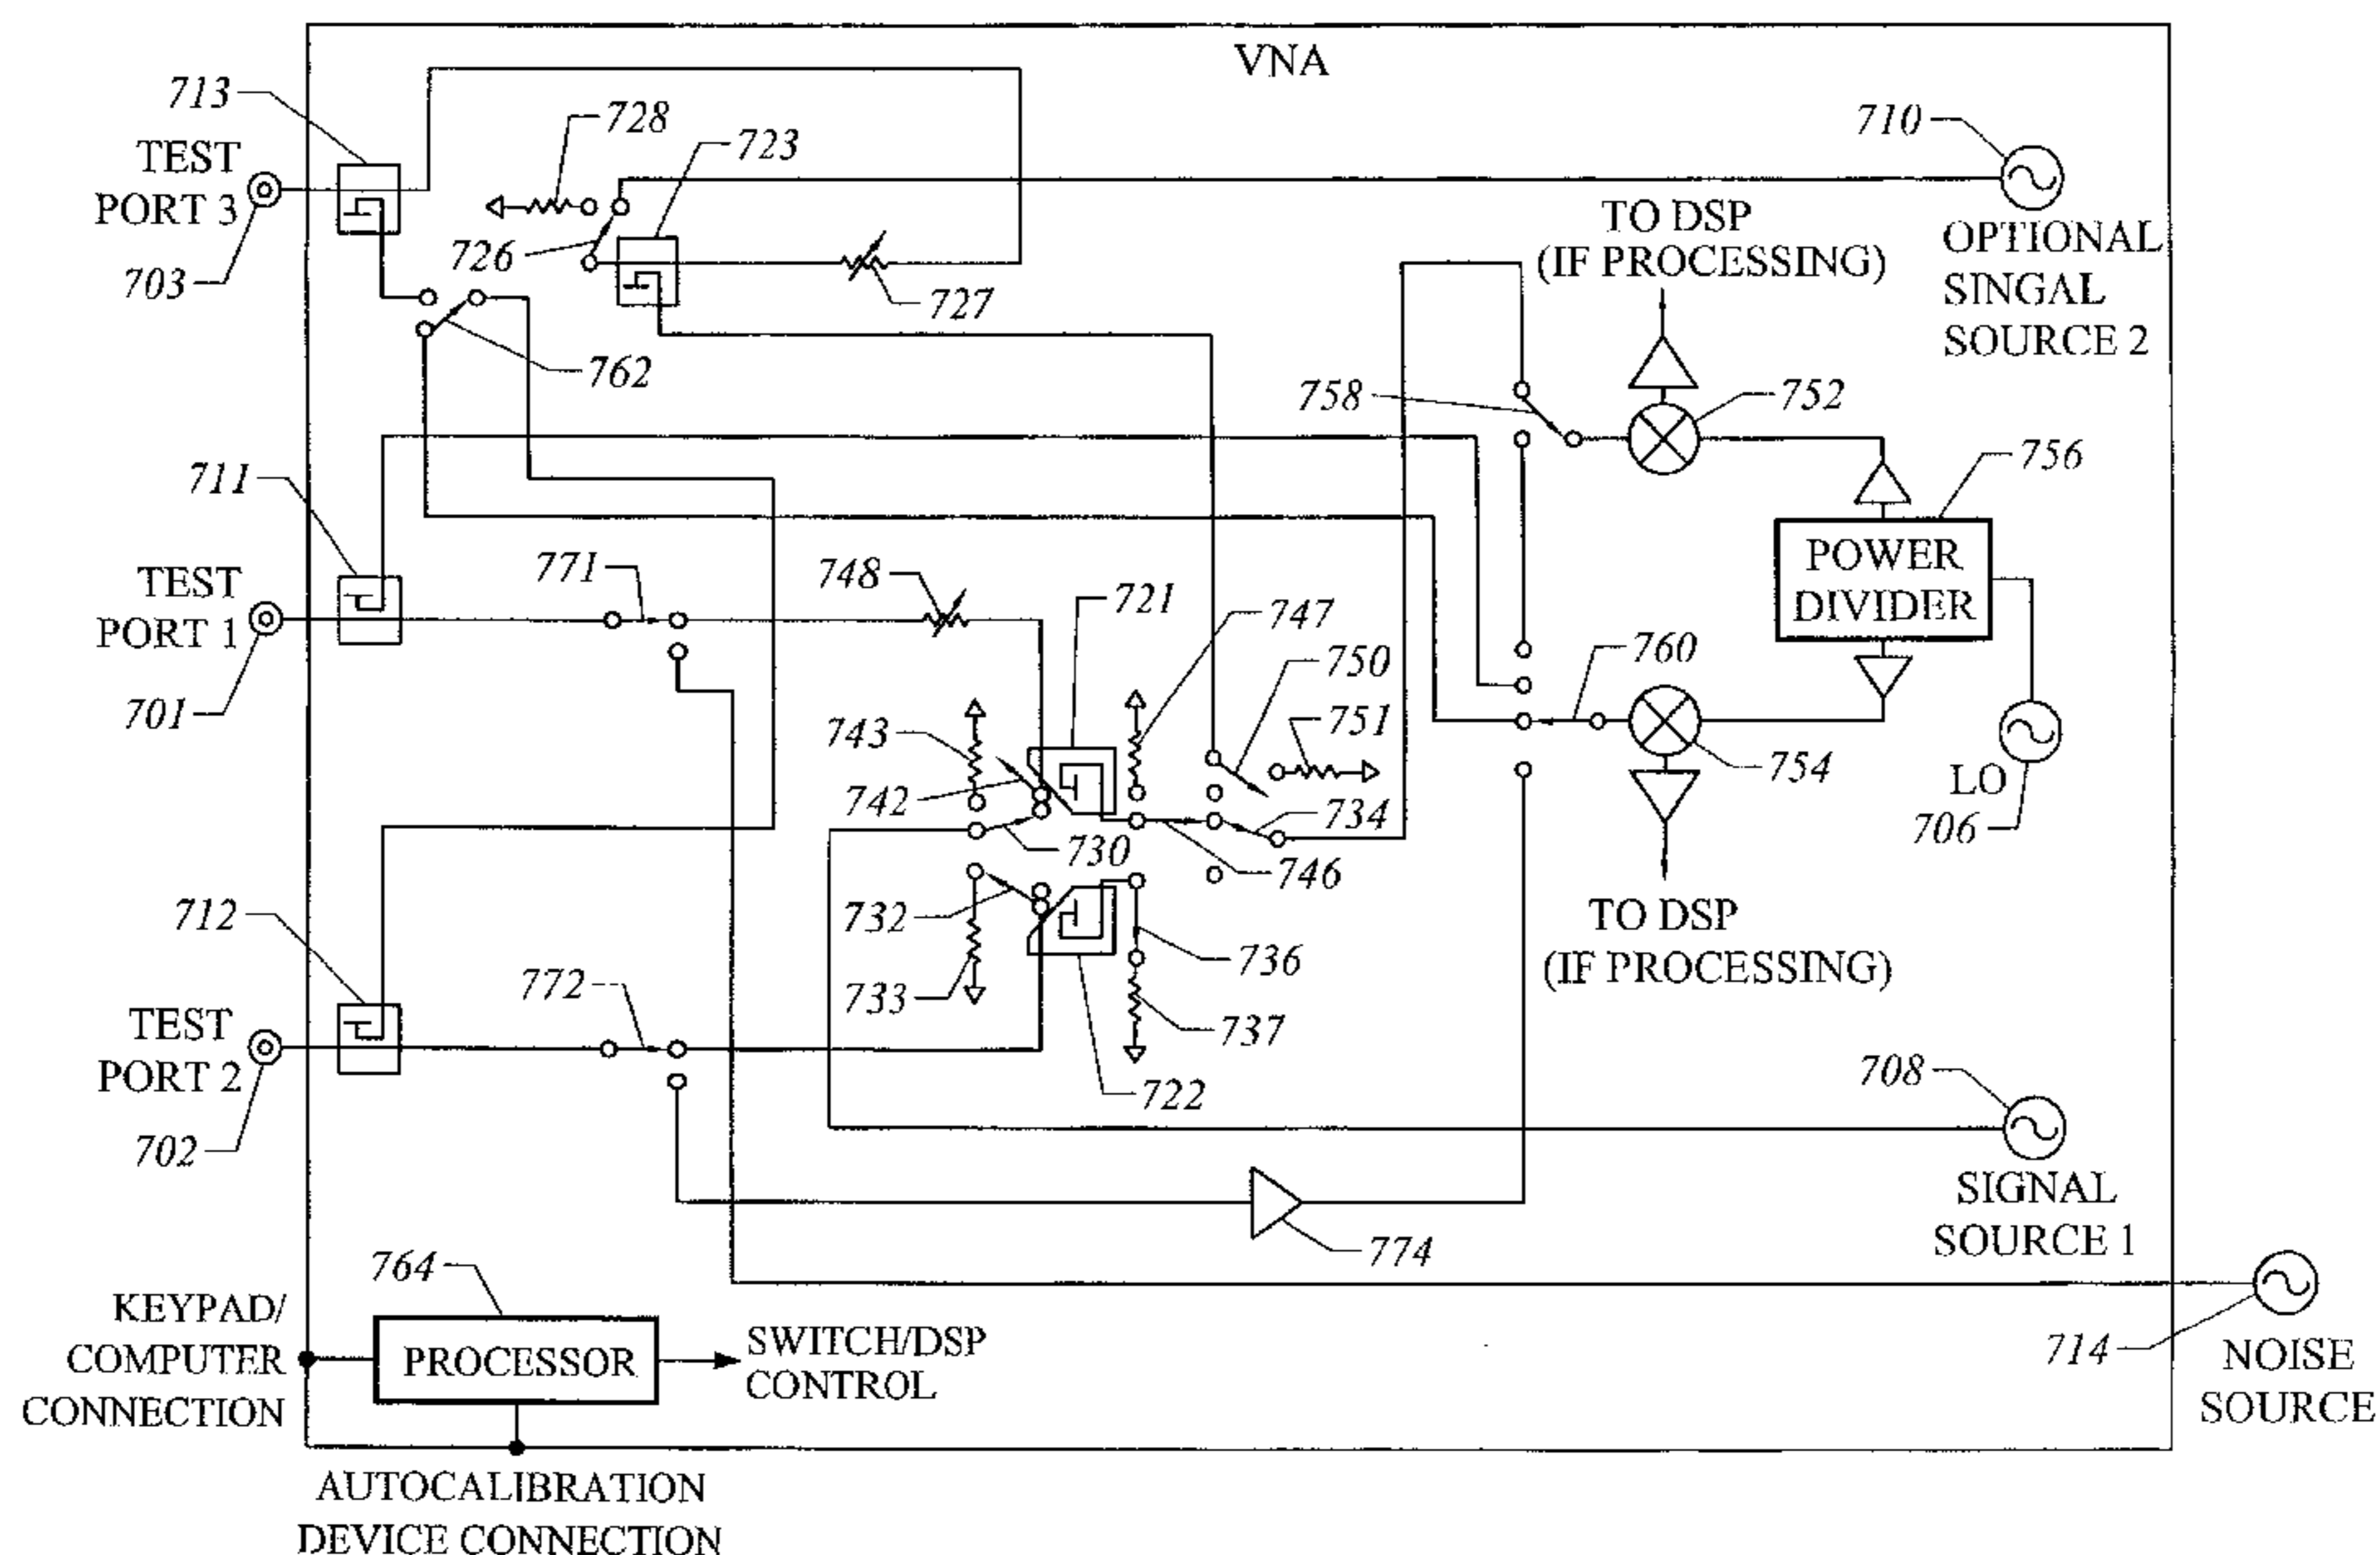 VNA
713
728
723
710
TEST
PORT 3
703
726
727
762
TO DSP
(IF PROCESSING)
OPTIONAL
SINGAL
SOURCE 2
758
752
756
711
TEST
PORT 1
701
771
748
721
747
POWER
DIVIDER
760
750
751
743
742
730
734
746
754
LO
706
712
TEST
PORT 2
702
772
732
733
736
737
722
TO DSP
(IF PROCESSING)
708
SIGNAL
SOURCE 1
774
764
KEYPAD/
COMPUTER
CONNECTION
PROCESSOR
SWITCH/DSP
CONTROL
714
NOISE
SOURCE
AUTOCALIBRATION
DEVICE CONNECTION